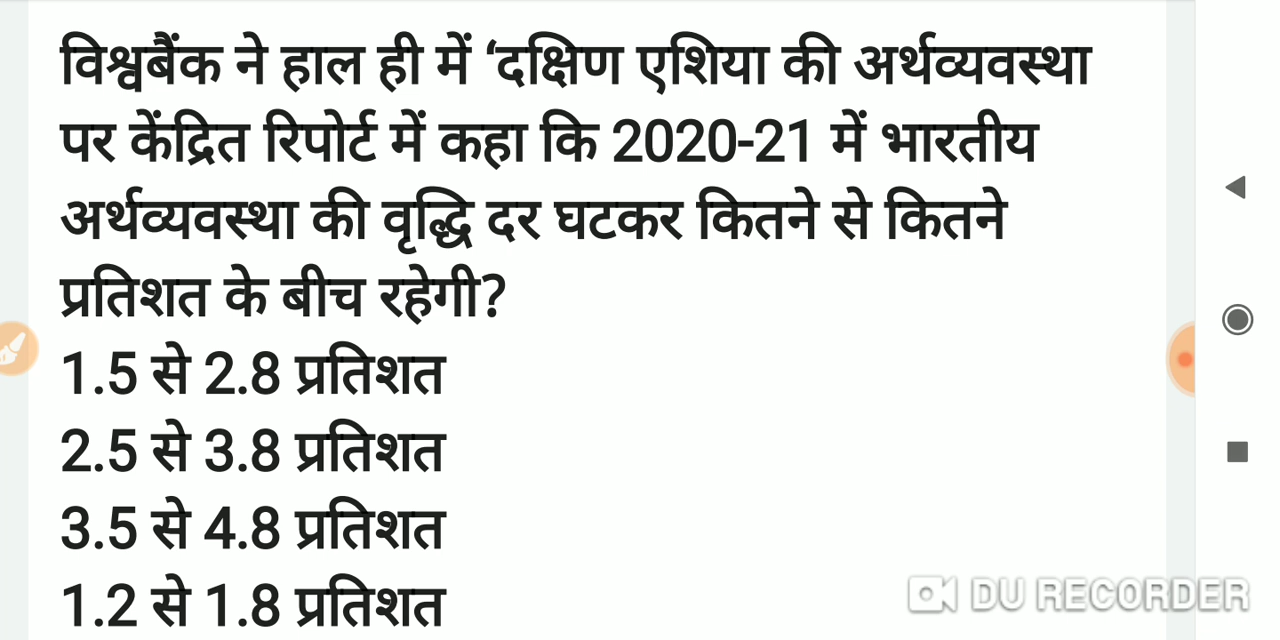 विश्वबैंक ने हाल ही में ‘दक्षिण एशिया की अर्थव्यवस्था
पर केंद्रित रिपोर्ट में कहा कि 2020-21 में भारतीय
अर्थव्यवस्था की वृद्धि दर घटकर कितने से कितने
प्रतिशत के बीच रहेगी?
1.5 से 2.8 प्रतिशत
2.5 से 3.8 प्रतिशत
3.5 से 4.8 प्रतिशत
1.2 से 1.8 प्रतिशत
DU RECORDER